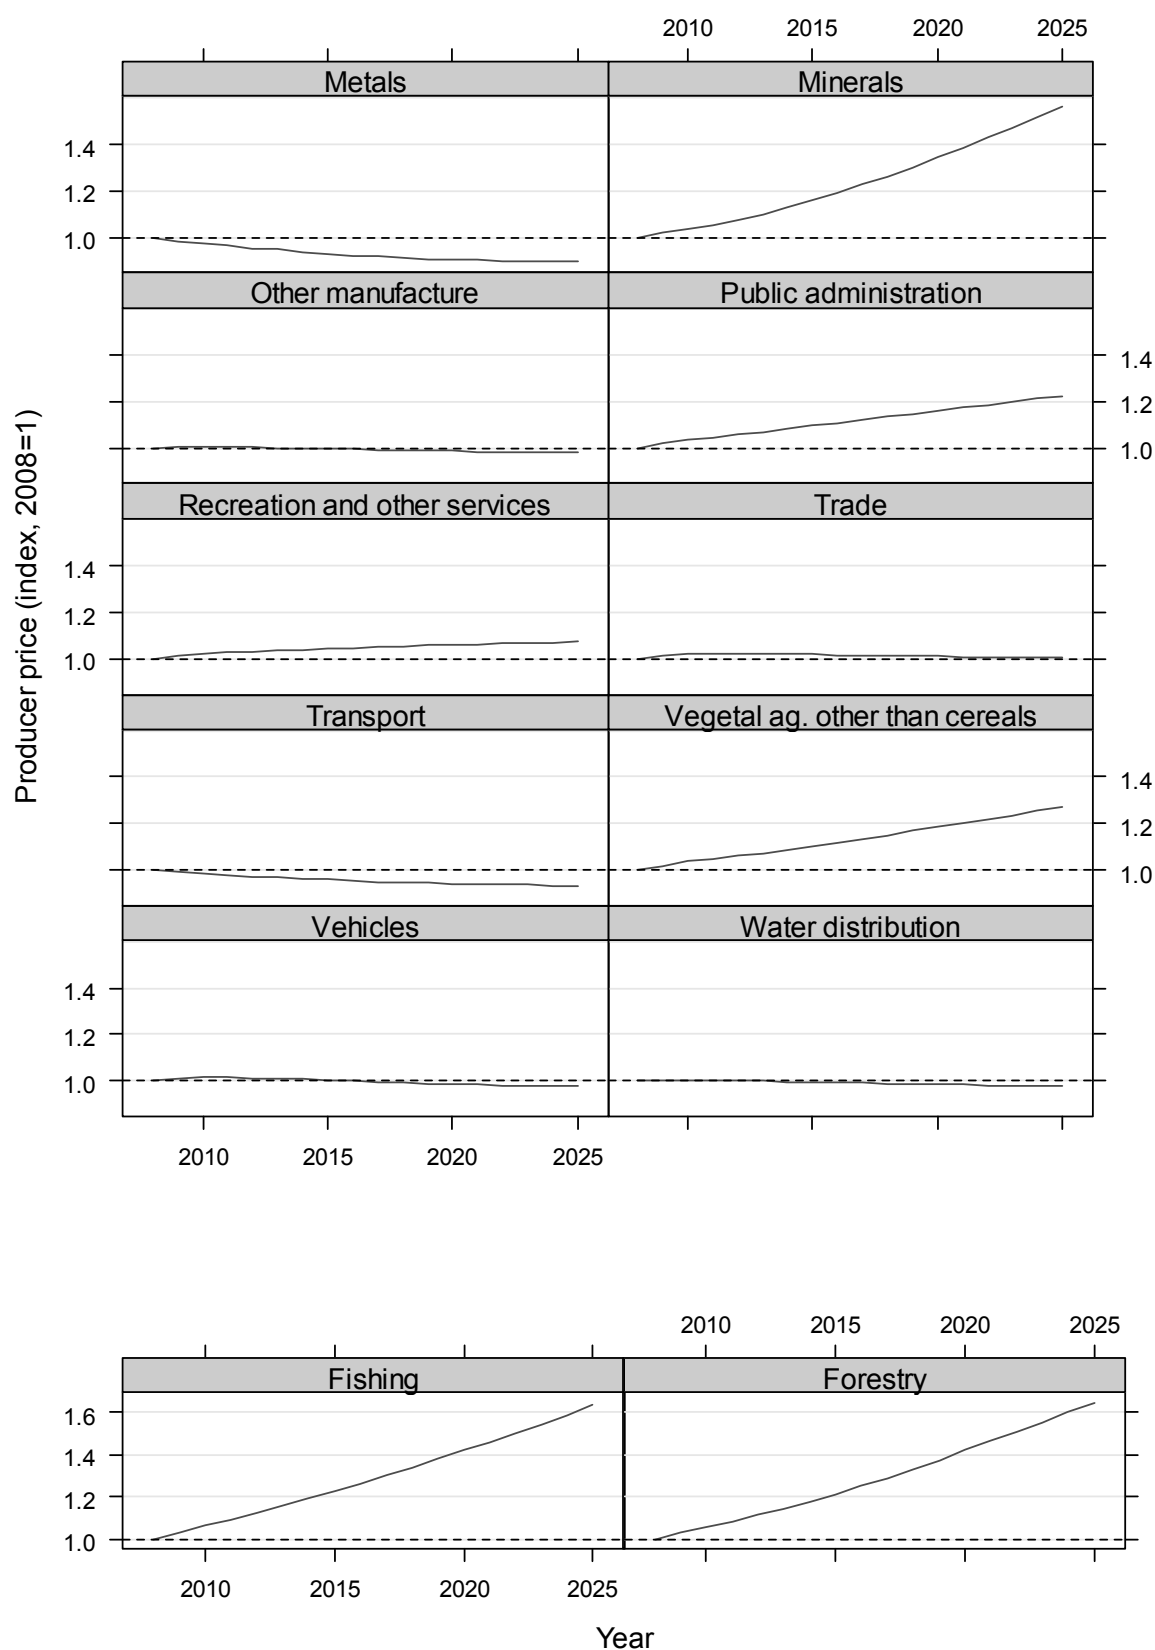 2010 2015 2020 2025
Metals Minerals
1.4
1.2
1.0
Other manufacture Public administration
1.4
1.2
1.0
Recreation and other services Trade
1.4
1.2
1.0
Transport Vegetal ag. other than cereals
1.4
1.2
1.0
Vehicles Water distribution
1.4
1.2
1.0
2010 2015 2020 2025
Producer price (index, 2008=1)
2010 2015 2020 2025
Fishing Forestry
1.6
1.4
1.2
1.0
2010 2015 2020 2025
Year